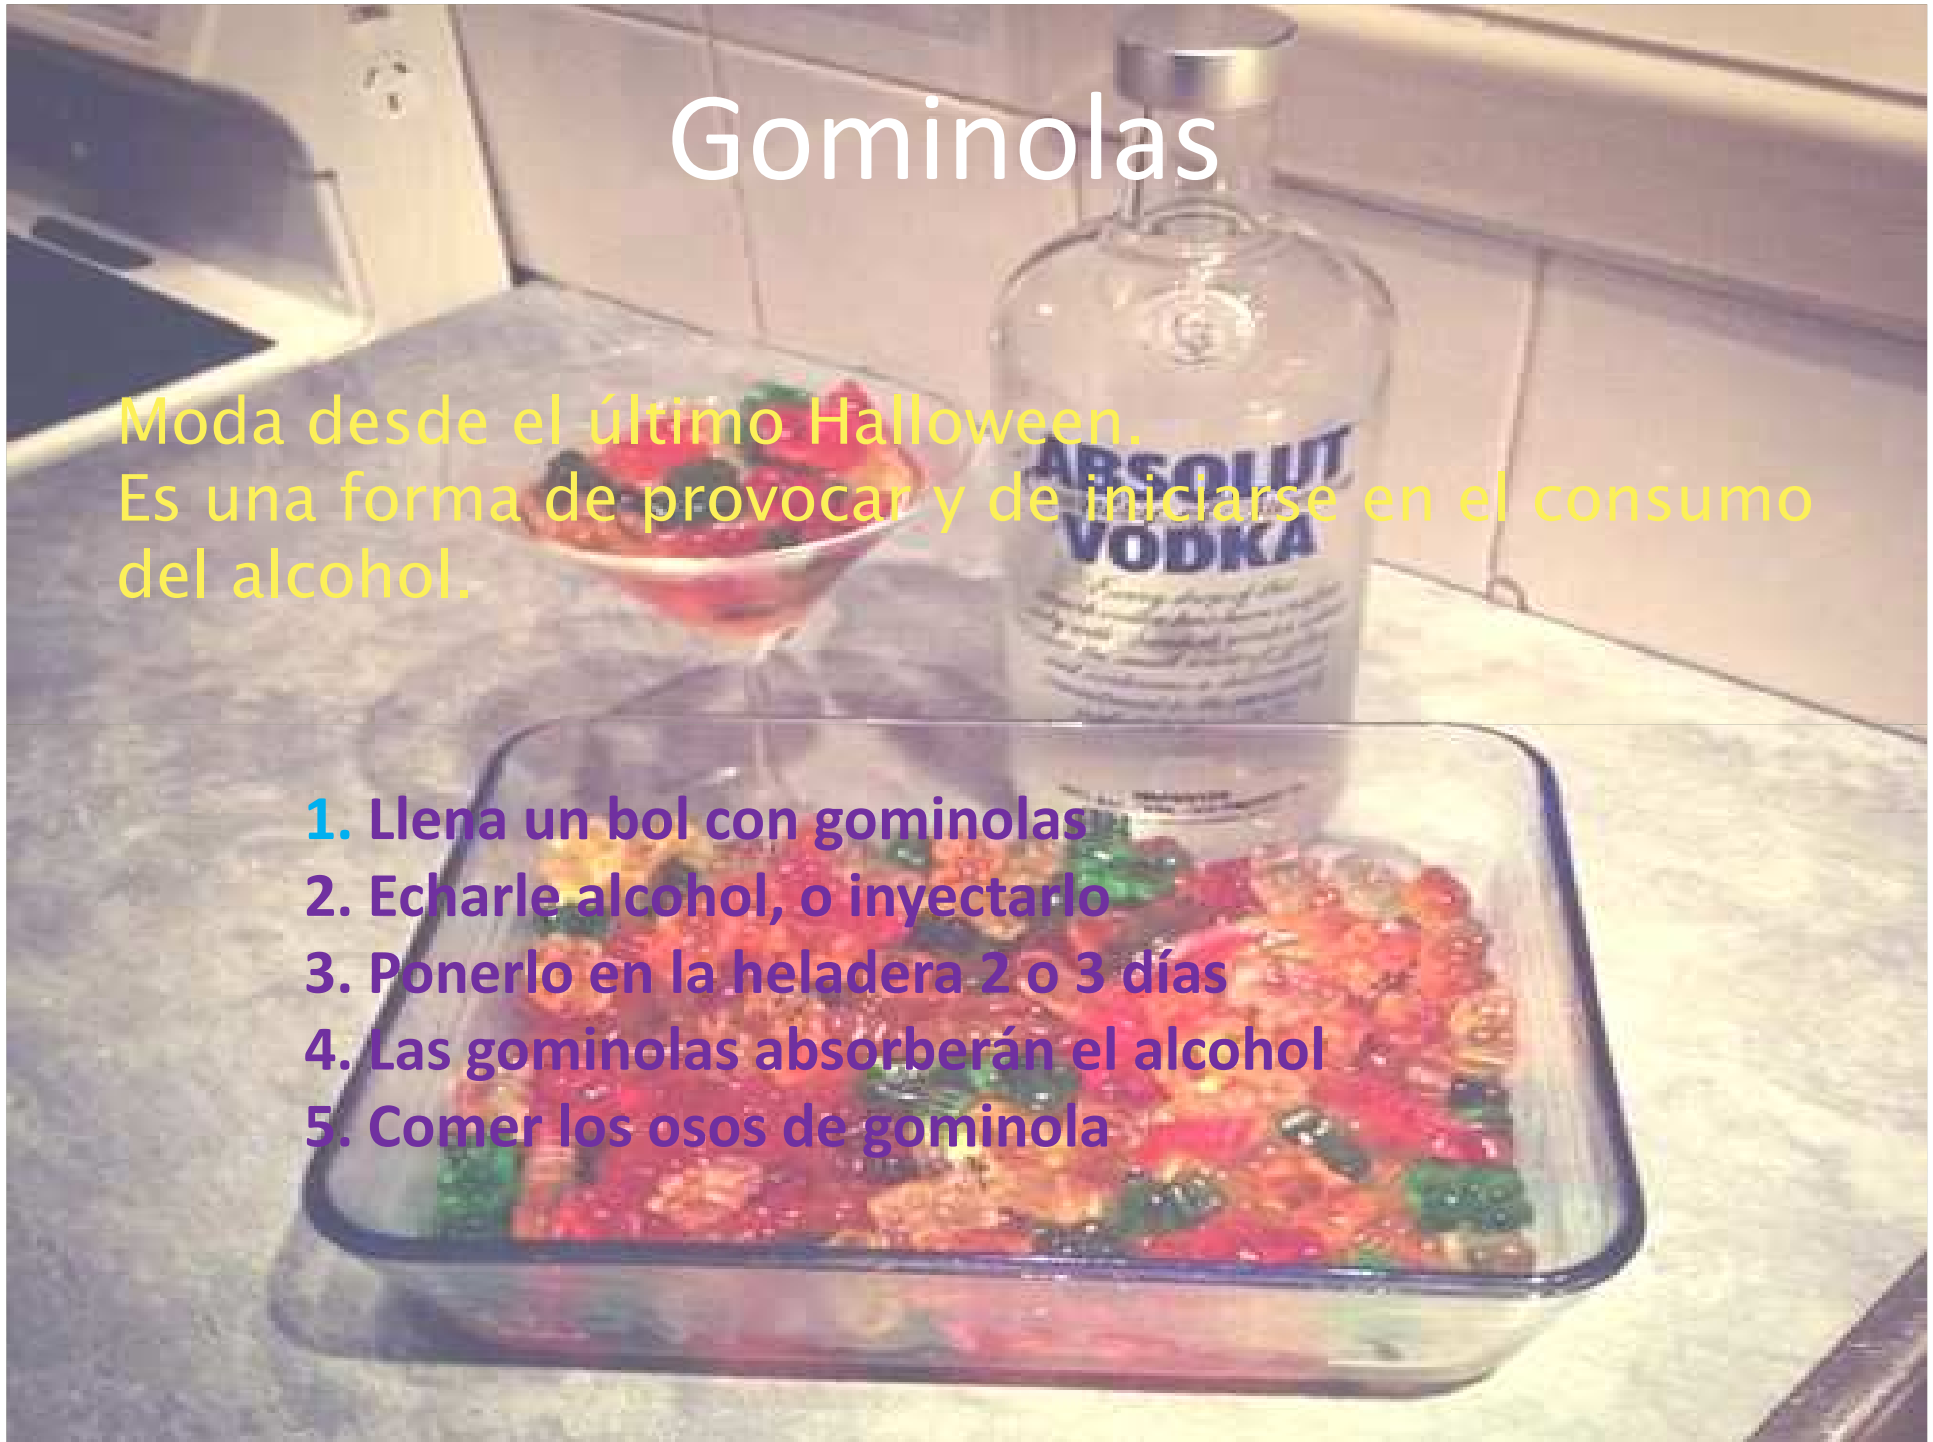 Gominolas
Moda desde el último Halloween.
Es una forma de provocar y de iniciarse en el consumo
del alcohol.
ABSOLUT
VODKA
1. Llena un bol con gominolas
2. Echarle alcohol, o inyectarlo
3. Ponerlo en la heladera 2 o 3 días
4. Las gominolas absorberán el alcohol
5. Comer los osos de gominola